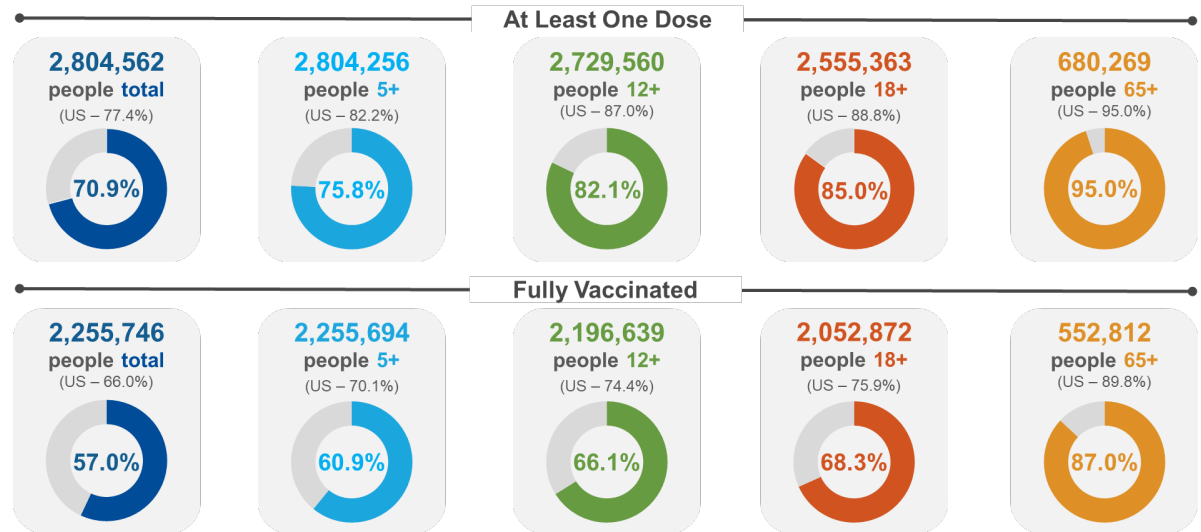 At Least One Dose
2,804,562
people total
(US – 77.4%)
70.9%
2,804,256
people 5+
(US – 82.2%)
75.8%
2,729,560
people 12+
(US – 87.0%)
82.1%
2,555,363
people 18+
(US – 88.8%)
85.0%
680,269
people 65+
(US – 95.0%)
95.0%
Fully Vaccinated
2,255,746
people total
(US – 66.0%)
57.0%
2,255,694
people 5+
(US – 70.1%)
60.9%
2,196,639
people 12+
(US – 74.4%)
66.1%
2,052,872
people 18+
(US – 75.9%)
68.3%
552,812
people 65+
(US – 89.8%)
87.0%